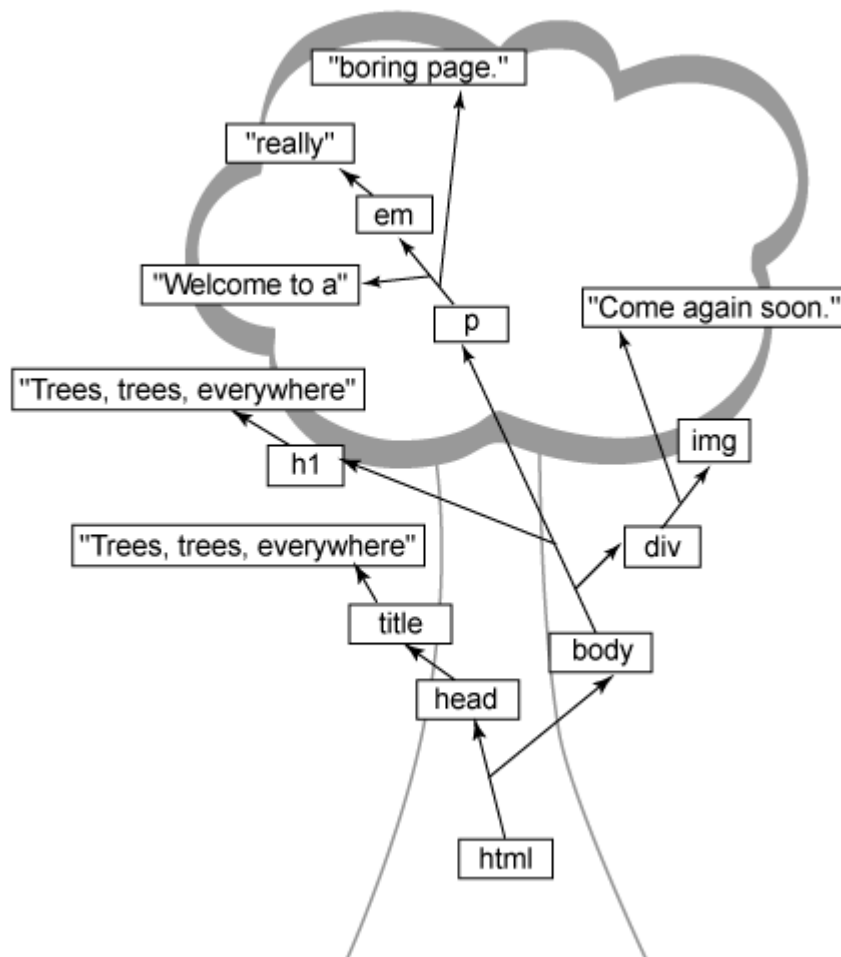 "boring page."
"really"
em
"Welcome to a"
"Come again soon."
p
"Trees, trees, everywhere"
img
h1
"Trees, trees, everywhere"
div
title
body
head
html